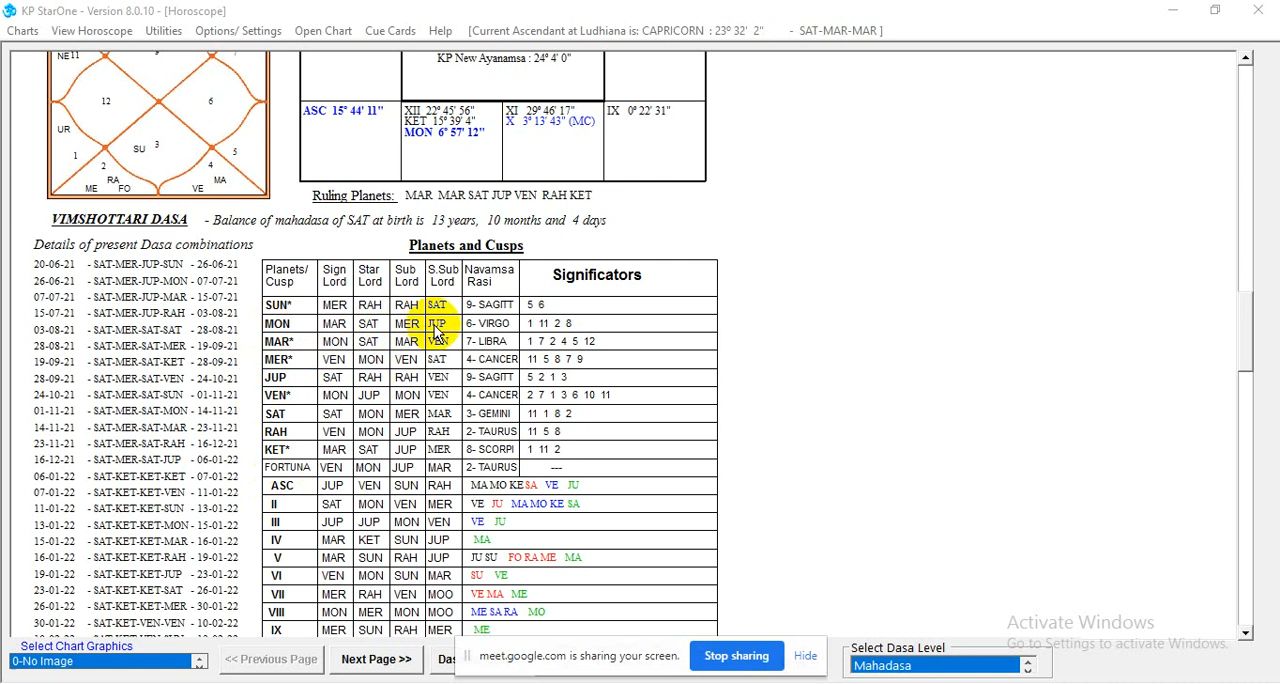 KP StarOne - Version 8.0.10 - [Horoscope]
Charts View Horoscope Utilities Options/ Settings Open Chart Cue Cards Help [Current Ascendant at Ludhiana is: CAPRICORN : 23° 32' 2" - SAT-MAR-MAR ]
NE11
12
6
UR
SU 3
1
5
2
4
RA
MA
ME FO
VE
KP New Ayanamsa : 24° 4' 0"
ASC 15° 44' 11"
XII 22° 45' 56"
KET 15° 39' 4"
MON 6° 57' 12"
XI 29° 46' 17"
X 3° 13' 43" (MC)
IX 0° 22' 31"
Ruling Planets: MAR MAR SAT JUP VEN RAH KET
VIMSHOTTARI DASA - Balance of mahadasa of SAT at birth is 13 years, 10 months and 4 days
Details of present Dasa combinations
20-06-21 - SAT-MER-JUP-SUN - 26-06-21
26-06-21 - SAT-MER-JUP-MON - 07-07-21
07-07-21 - SAT-MER-JUP-MAR - 15-07-21
15-07-21 - SAT-MER-JUP-RAH - 03-08-21
03-08-21 - SAT-MER-SAT-SAT - 28-08-21
28-08-21 - SAT-MER-SAT-MER - 19-09-21
19-09-21 - SAT-MER-SAT-KET - 28-09-21
28-09-21 - SAT-MER-SAT-VEN - 24-10-21
24-10-21 - SAT-MER-SAT-SUN - 01-11-21
01-11-21 - SAT-MER-SAT-MON - 14-11-21
14-11-21 - SAT-MER-SAT-MAR - 23-11-21
23-11-21 - SAT-MER-SAT-RAH - 16-12-21
16-12-21 - SAT-MER-SAT-JUP - 06-01-22
06-01-22 - SAT-KET-KET-KET - 07-01-22
07-01-22 - SAT-KET-KET-VEN - 11-01-22
11-01-22 - SAT-KET-KET-SUN - 13-01-22
13-01-22 - SAT-KET-KET-MON - 15-01-22
15-01-22 - SAT-KET-KET-MAR - 16-01-22
16-01-22 - SAT-KET-KET-RAH - 19-01-22
19-01-22 - SAT-KET-KET-JUP - 23-01-22
23-01-22 - SAT-KET-KET-SAT - 26-01-22
26-01-22 - SAT-KET-KET-MER - 30-01-22
30-01-22 - SAT-KET-VEN-VEN - 10-02-22
Planets and Cusps
Planets/ Cusp Sign Lord Star Lord Sub Lord S.Sub Lord Navamsa Rasi Significators
SUN* MER RAH RAH SAT 9- SAGITT 5 6
MON MAR SAT MER JUP 6- VIRGO 1 11 2 8
MAR* MON SAT MAR VEN 7- LIBRA 1 7 2 4 5 12
MER* VEN MON VEN SAT 4- CANCER 11 5 8 7 9
JUP SAT RAH RAH VEN 9- SAGITT 5 2 1 3
VEN* MON JUP MON VEN 4- CANCER 2 7 1 3 6 10 11
SAT SAT MON MER MAR 3- GEMINI 11 1 8 2
RAH VEN MON JUP RAH 2- TAURUS 11 5 8
KET* MAR SAT JUP MER 8- SCORPI 1 11 2
FORTUNA VEN MON JUP MAR 2- TAURUS ---
ASC JUP VEN SUN RAH MA MO KE SA VE JU
II SAT MON VEN MER VE JU MA MO KE SA
III JUP JUP MON VEN VE JU
IV MAR KET SUN JUP MA
V MAR SUN RAH JUP JU SU FO RA ME MA
VI VEN MON SUN MAR SU VE
VII MER RAH VEN MOO VE MA ME
VIII MON MER MON MOO ME SA RA MO
IX MER SUN RAH MER ME
Activate Windows
Go to Settings to activate Windows.
Select Chart Graphics
0-No Image
<< Previous Page
Next Page >>
Das
meet.google.com is sharing your screen.
Stop sharing
Hide
Select Dasa Level
Mahadasa